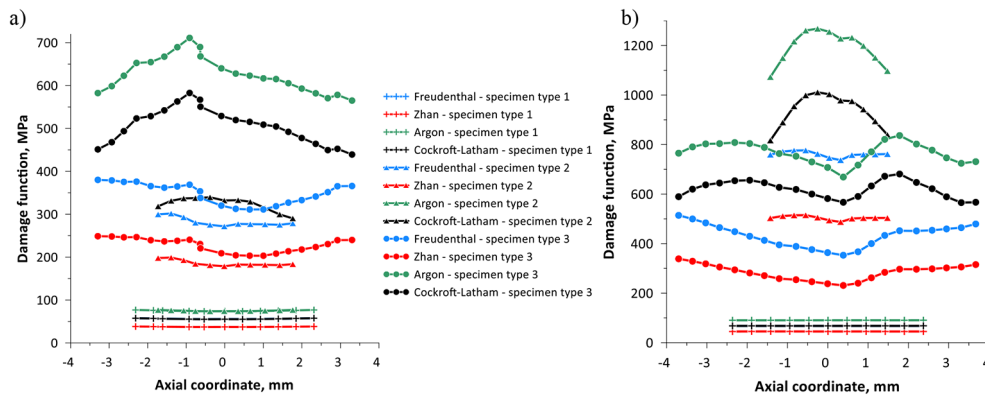 a)
Damage function, MPa
700
600
500
400
300
200
100
0
-4 -3 -2 -1 0 1 2 3 4
Axial coordinate, mm
Freudenthal - specimen type 1
Zhan - specimen type 1
Argon - specimen type 1
Cockroft-Latham - specimen type 1
Freudenthal - specimen type 2
Zhan - specimen type 2
Argon - specimen type 2
Cockroft-Latham - specimen type 2
Freudenthal - specimen type 3
Zhan - specimen type 3
Argon - specimen type 3
Cockroft-Latham - specimen type 3
b)
Damage function, MPa
1200
1000
800
600
400
200
0
-4 -3 -2 -1 0 1 2 3 4
Axial coordinate, mm